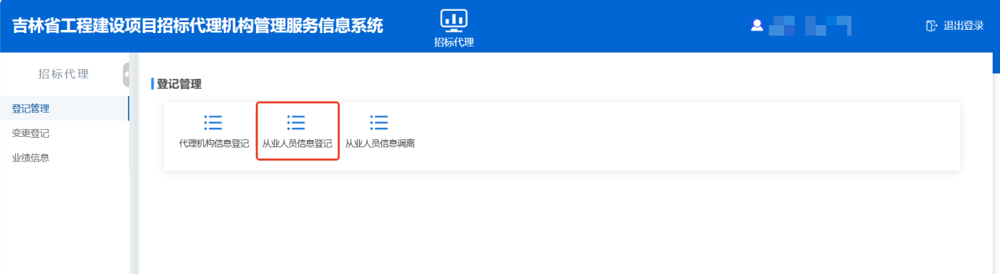 吉林省工程建设项目招标代理机构管理服务信息系统
招标代理
退出登录
招标代理
登记管理
变更登记
业绩信息
登记管理
代理机构信息登记
从业人员信息登记
从业人员信息调离